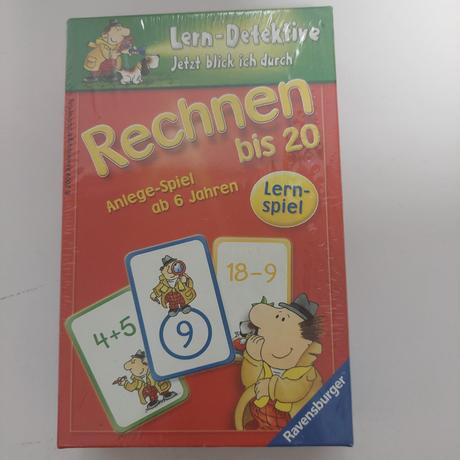 Lern-Detektive
Jetzt blick ich durch
Rechnen
bis 20
Anlege-Spiel
ab 6 Jahren
Lern-
spiel
4+5
9
18-9
Ravensburger